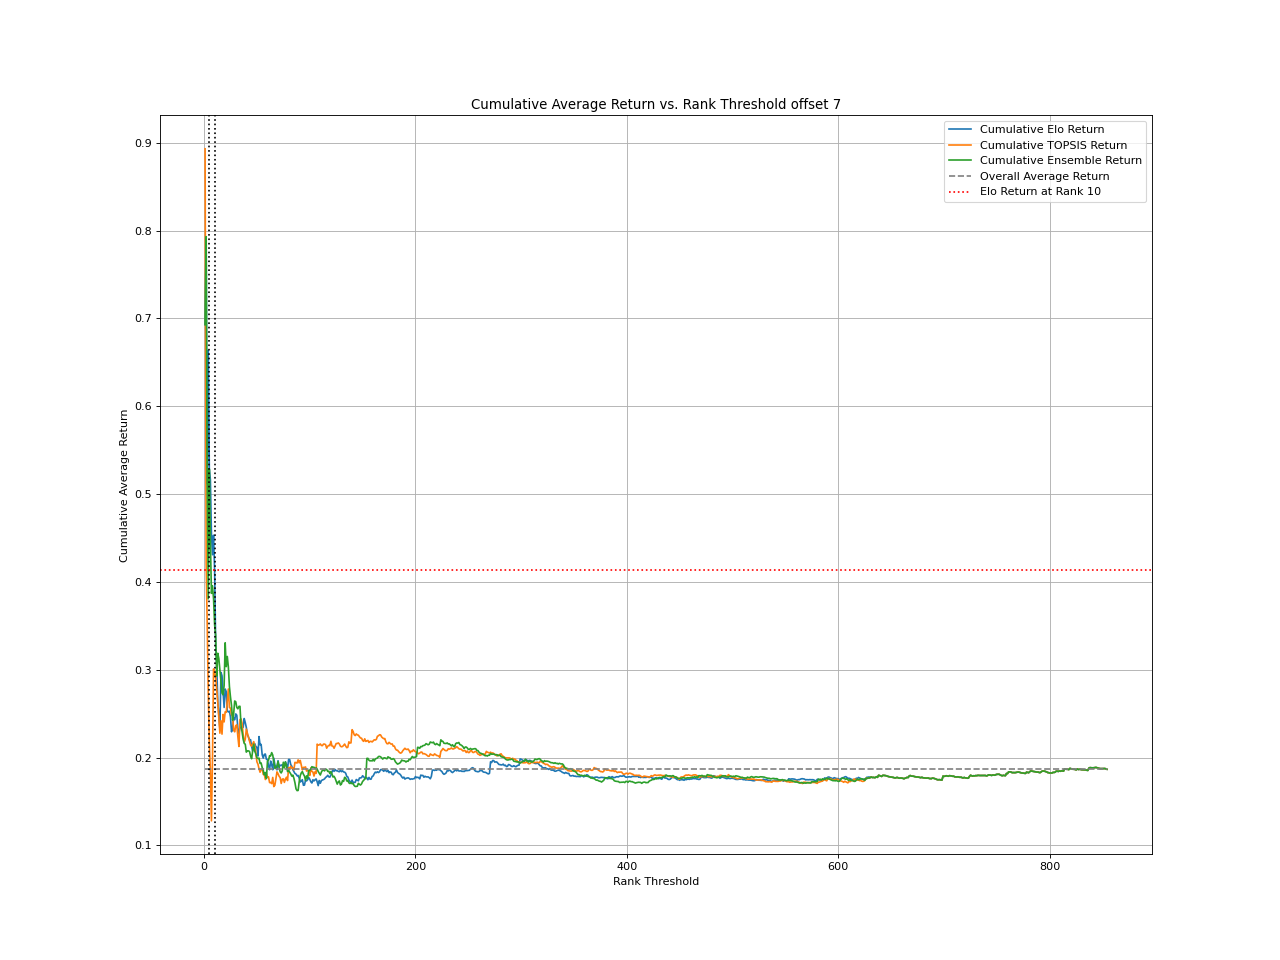 Cumulative Average Return vs. Rank Threshold offset 7
Cumulative Elo Return
Cumulative TOPSIS Return
Cumulative Ensemble Return
Overall Average Return
Elo Return at Rank 10
Cumulative Average Return
0.9
0.8
0.7
0.6
0.5
0.4
0.3
0.2
0.1
0
200
400
600
800
Rank Threshold